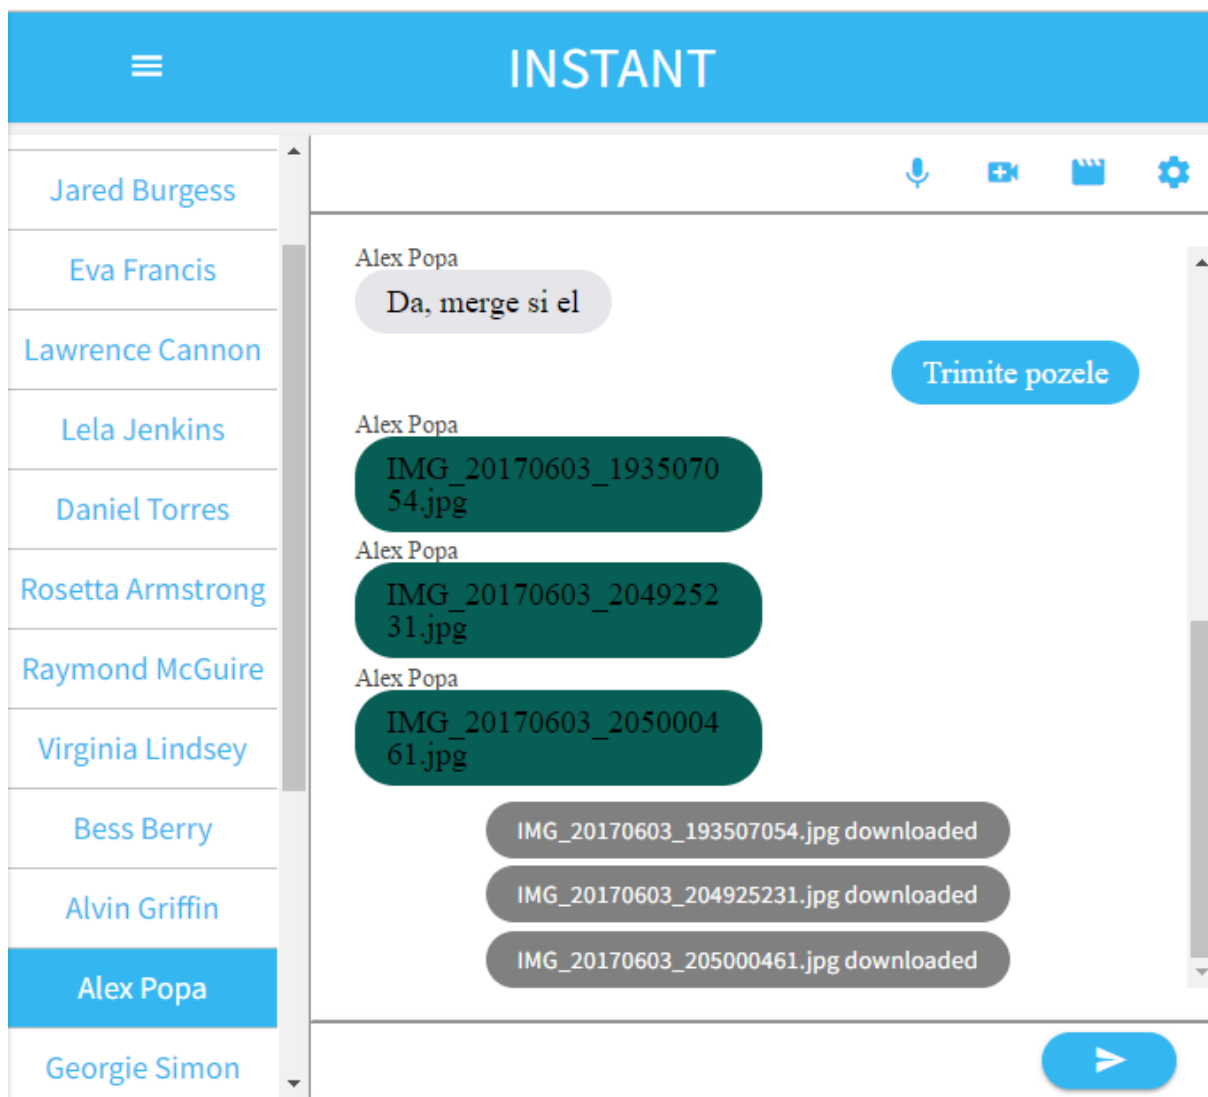 INSTANT
Jared Burgess
Eva Francis
Lawrence Cannon
Lela Jenkins
Daniel Torres
Rosetta Armstrong
Raymond McGuire
Virginia Lindsey
Bess Berry
Alvin Griffin
Alex Popa
Georgie Simon
Alex Popa
Da, merge si el
Trimite pozele
Alex Popa
IMG_20170603_1935070
54.jpg
Alex Popa
IMG_20170603_2049252
31.jpg
Alex Popa
IMG_20170603_2050004
61.jpg
IMG_20170603_193507054.jpg downloaded
IMG_20170603_204925231.jpg downloaded
IMG_20170603_205000461.jpg downloaded